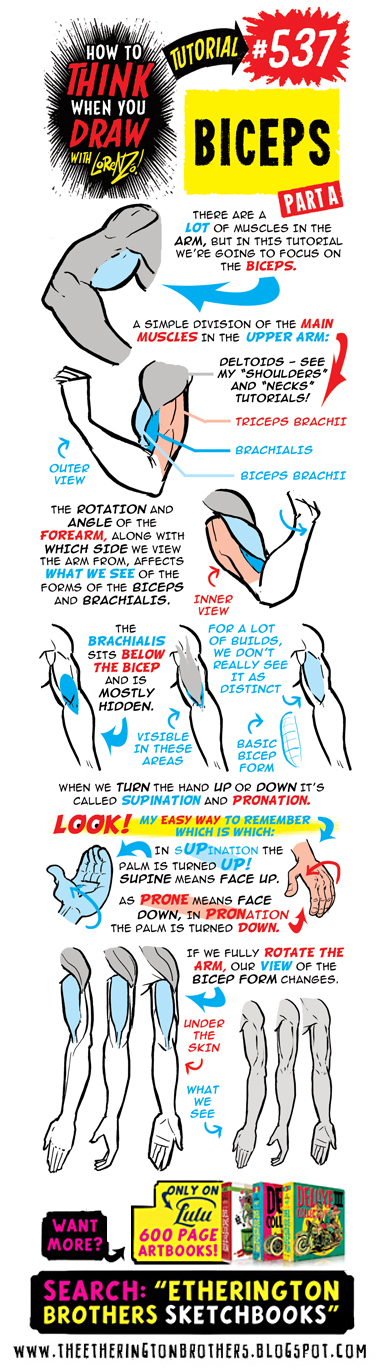 HOW TO
THINK
WHEN YOU
DRAW
WITH LORENZO!
TUTORIAL
#537
BICEPS
PART A
THERE ARE A
LOT OF MUSCLES IN THE
ARM, BUT IN THIS TUTORIAL
WE'RE GOING TO FOCUS ON
THE BICEPS.
A SIMPLE DIVISION OF THE MAIN
MUSCLES IN THE UPPER ARM:
DELTOIDS – SEE
MY "SHOULDERS"
AND "NECKS"
TUTORIALS!
TRICEPS BRACHII
BRACHIALIS
BICEPS BRACHII
OUTER
VIEW
THE ROTATION AND
ANGLE OF THE
FOREARM, ALONG WITH
WHICH SIDE WE VIEW
THE ARM FROM, AFFECTS
WHAT WE SEE OF THE
FORMS OF THE BICEPS
AND BRACHIALIS.
INNER
VIEW
THE
BRACHIALIS
SITS BELOW
THE BICEP
AND IS
MOSTLY
HIDDEN.
VISIBLE
IN THESE
AREAS
FOR A LOT
OF BUILDS,
WE DON'T
REALLY SEE
IT AS
DISTINCT
BASIC
BICEP
FORM
WHEN WE TURN THE HAND UP OR DOWN IT'S
CALLED SUPINATION AND PRONATION.
LOOK! MY EASY WAY TO REMEMBER
WHICH IS WHICH:
IN SUPINATION THE
PALM IS TURNED UP!
SUPINE MEANS FACE UP.
AS PRONE MEANS FACE
DOWN, IN PRONATION
THE PALM IS TURNED DOWN.
IF WE FULLY ROTATE THE
ARM, OUR VIEW OF THE
BICEP FORM CHANGES.
UNDER
THE
SKIN
WHAT
WE
SEE
WANT
MORE?
ONLY ON
Lulu
600 PAGE
ARTBOOKS!
DELUXE
SEARCH: "ETHERINGTON
BROTHERS SKETCHBOOKS"
WWW.THEETHERINGTONBROTHERS.BLOGSPOT.COM